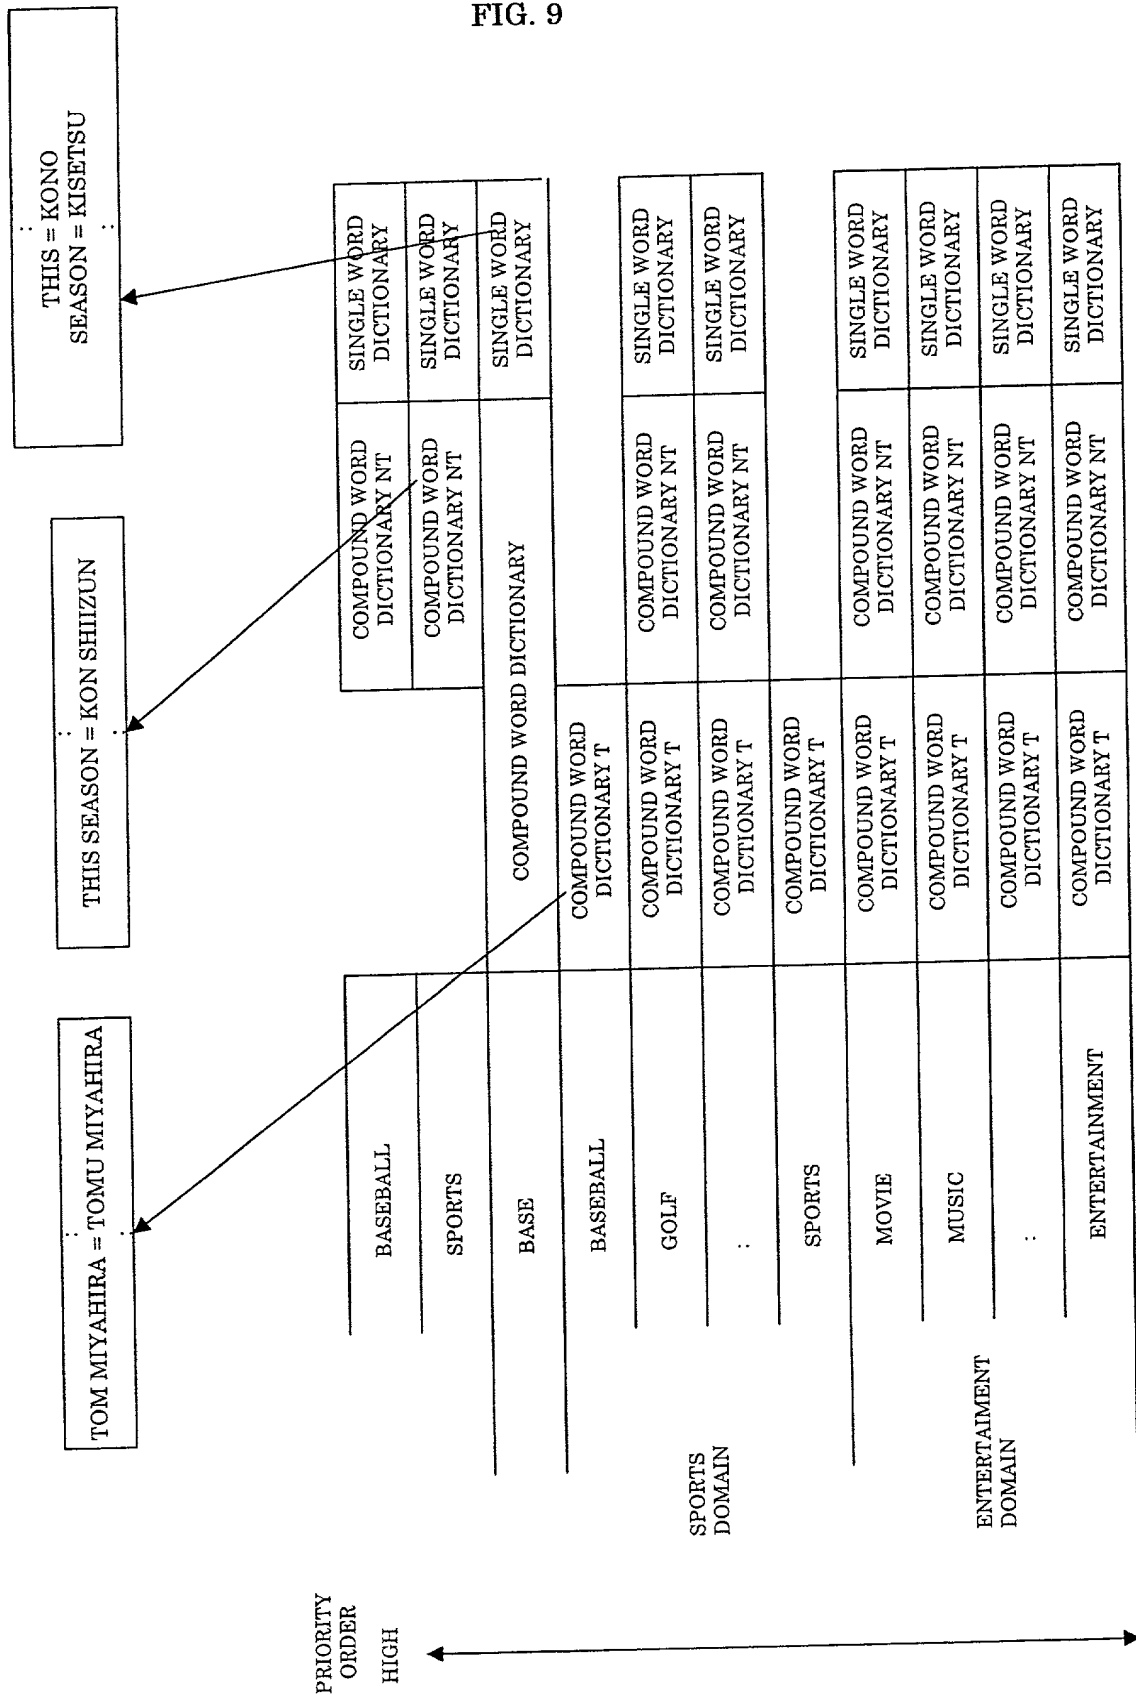 FIG. 9
TOM MIYAHIRA = TOMU MIYAHIRA
:
THIS SEASON = KON SHIIZUN
:
:
THIS = KONO
SEASON = KISETSU
:
PRIORITY
ORDER
HIGH
BASEBALL
COMPOUND WORD
DICTIONARY NT
SINGLE WORD
DICTIONARY
SPORTS
COMPOUND WORD
DICTIONARY NT
SINGLE WORD
DICTIONARY
BASE
COMPOUND WORD DICTIONARY
SINGLE WORD
DICTIONARY
SPORTS
DOMAIN
BASEBALL
COMPOUND WORD
DICTIONARY T
GOLF
COMPOUND WORD
DICTIONARY T
COMPOUND WORD
DICTIONARY NT
SINGLE WORD
DICTIONARY
:
COMPOUND WORD
DICTIONARY T
COMPOUND WORD
DICTIONARY NT
SINGLE WORD
DICTIONARY
SPORTS
COMPOUND WORD
DICTIONARY T
ENTERTAIMENT
DOMAIN
MOVIE
COMPOUND WORD
DICTIONARY T
COMPOUND WORD
DICTIONARY NT
SINGLE WORD
DICTIONARY
MUSIC
COMPOUND WORD
DICTIONARY T
COMPOUND WORD
DICTIONARY NT
SINGLE WORD
DICTIONARY
:
COMPOUND WORD
DICTIONARY T
COMPOUND WORD
DICTIONARY NT
SINGLE WORD
DICTIONARY
ENTERTAINMENT
COMPOUND WORD
DICTIONARY T
COMPOUND WORD
DICTIONARY NT
SINGLE WORD
DICTIONARY